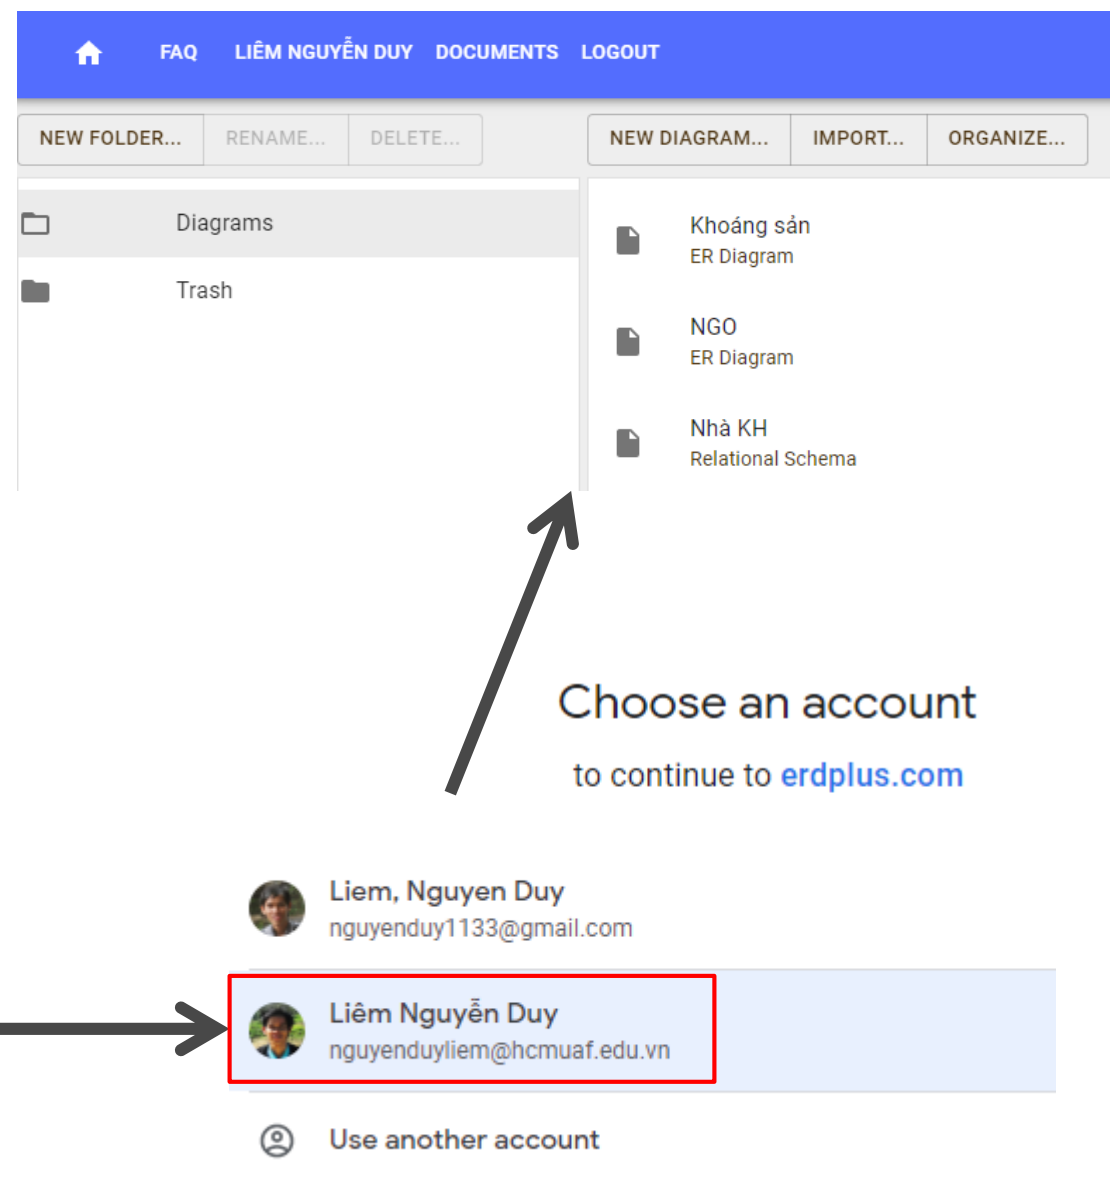 FAQ LIÊM NGUYỄN DUY DOCUMENTS LOGOUT
NEW FOLDER... RENAME... DELETE... NEW DIAGRAM... IMPORT... ORGANIZE...
Diagrams
Trash
Khoáng sản
ER Diagram
NGO
ER Diagram
Nhà KH
Relational Schema
Choose an account
to continue to erdplus.com
Liem, Nguyen Duy
nguyenduy1133@gmail.com
Liêm Nguyễn Duy
nguyenduyliem@hcmuaf.edu.vn
Use another account